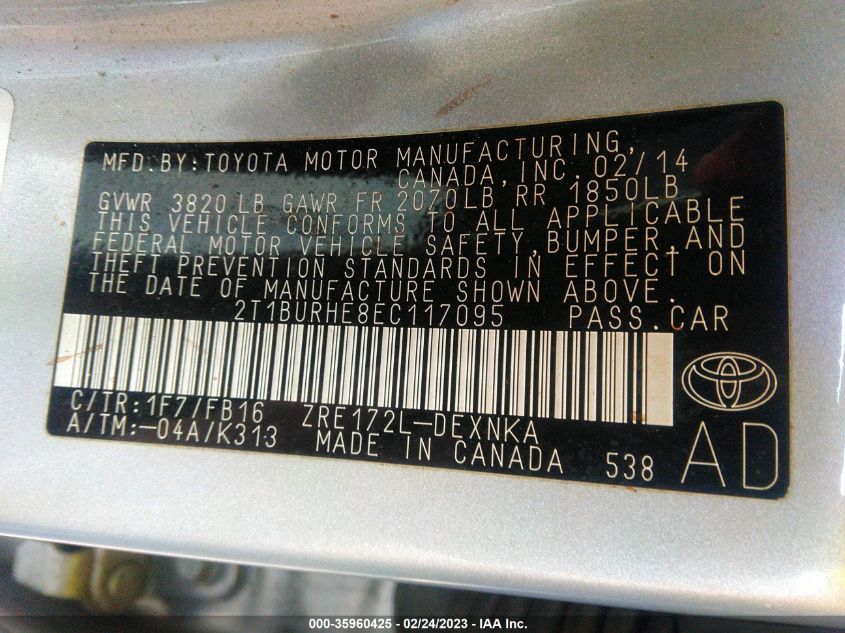 MFD.BY:TOYOTA MOTOR MANUFACTURING,
CANADA,INC.02/14
GVWR 3820LB GAWR FR 2070LB RR 1850LB
THIS VEHICLE CONFORMS TO ALL APPLICABLE
FEDERAL MOTOR VEHICLE SAFETY,BUMPER,AND
THEFT PREVENTION STANDARDS IN EFFECT ON
THE DATE OF MANUFACTURE SHOWN ABOVE.
2T1BURHE8EC117095 PASS.CAR
C/TR:1F7/FB16 ZRE172L-DEXNKA
A/TM:-04A/K313 MADE IN CANADA 538 AD
000-35960425 - 02/24/2023 - IAA Inc.